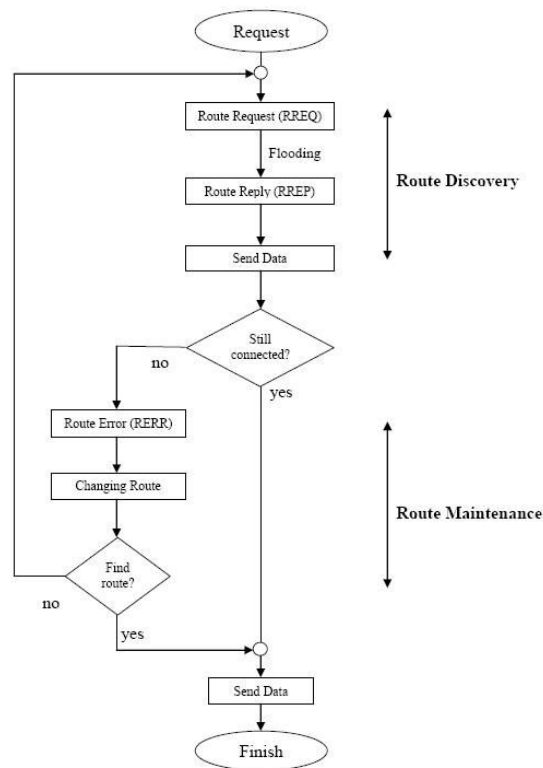 Request
Route Request (RREQ)
Flooding
Route Reply (RREP)
Route Discovery
Send Data
Still
connected?
no
yes
Route Error (RERR)
Changing Route
Route Maintenance
Find
route?
no
yes
Send Data
Finish